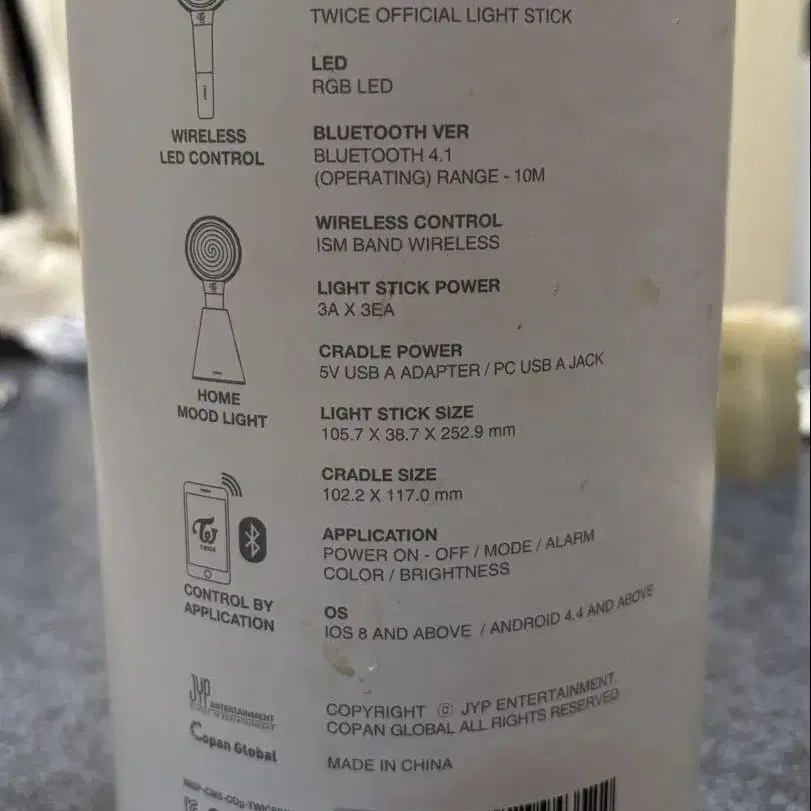 TWICE OFFICIAL LIGHT STICK
LED
RGB LED
WIRELESS
LED CONTROL
BLUETOOTH VER
BLUETOOTH 4.1
(OPERATING) RANGE - 10M
WIRELESS CONTROL
ISM BAND WIRELESS
LIGHT STICK POWER
3A X 3EA
CRADLE POWER
5V USB A ADAPTER / PC USB A JACK
HOME
MOOD LIGHT
LIGHT STICK SIZE
105.7 X 38.7 X 252.9 mm
CRADLE SIZE
102.2 X 117.0 mm
TWICE
CONTROL BY
APPLICATION
APPLICATION
POWER ON - OFF / MODE / ALARM
COLOR / BRIGHTNESS
OS
IOS 8 AND ABOVE / ANDROID 4.4 AND ABOVE
JYP ENTERTAINMENT
Copan Global
COPYRIGHT © JYP ENTERTAINMENT.
COPAN GLOBAL ALL RIGHTS RESERVED
MADE IN CHINA